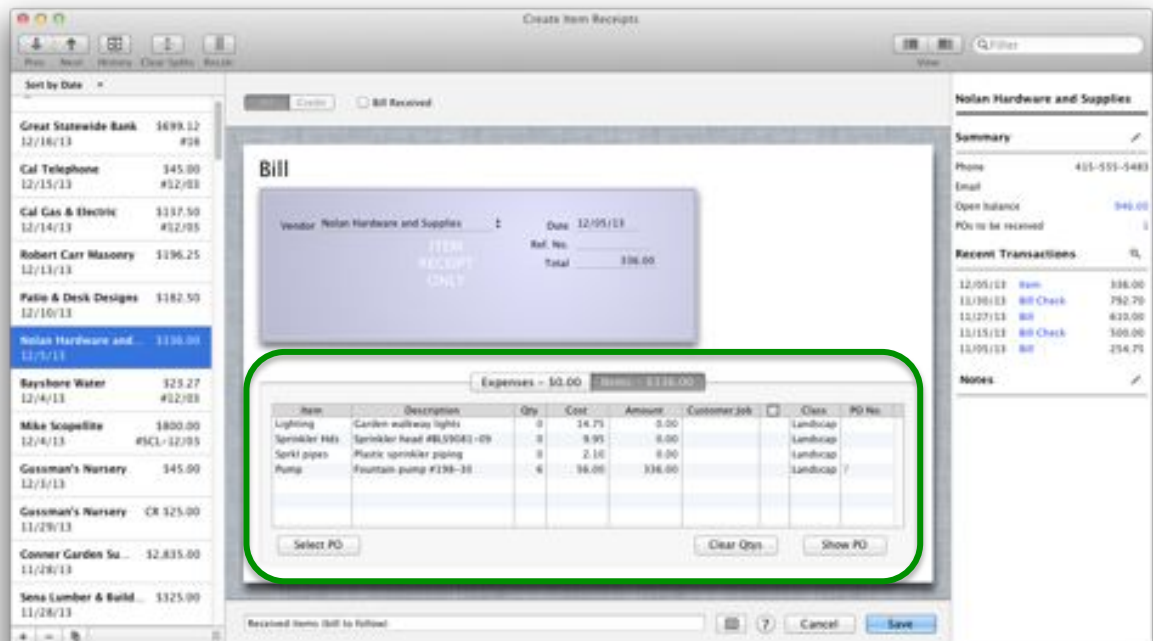 Create Item Receipts
Prev Next History Clear Splits Recalc
View
Filter
Sort by Date
Great Statewide Bank $699.12
12/16/13 #16
Cal Telephone $45.00
12/15/13 #12/03
Cal Gas & Electric $137.50
12/14/13 #12/03
Robert Carr Masonry $196.25
12/13/13
Patio & Desk Designs $182.50
12/10/13
Nolan Hardware and... $336.00
12/5/13
Bayshore Water $23.27
12/4/13 #12/03
Mike Scopellite $800.00
12/4/13 #SCL-12/03
Gussman's Nursery $45.00
12/3/13
Gussman's Nursery CR $25.00
11/29/13
Conner Garden Su... $2,835.00
11/28/13
Sena Lumber & Build... $325.00
11/28/13
Bill Credit Bill Received
Bill
Vendor Nolan Hardware and Supplies
Date 12/05/13
Ref. No.
Total 336.00
ITEM
RECEIPT
ONLY
Expenses - $0.00 Items - $336.00
Item Description Qty Cost Amount Customer:Job Class PO No.
Lighting Garden walkway lights 0 14.75 0.00 Landscap
Sprinkler Hds Sprinkler head #BLS9081-09 0 9.95 0.00 Landscap
Sprkl pipes Plastic sprinkler piping 0 2.10 0.00 Landscap
Pump Fountain pump #198-30 6 56.00 336.00 Landscap 7
Select PO Clear Qtys Show PO
Received items (bill to follow)
? Cancel Save
Nolan Hardware and Supplies
Summary
Phone 415-555-5483
Email
Open balance 946.00
POs to be received 1
Recent Transactions
12/05/13 Item 336.00
11/30/13 Bill Check 792.70
11/27/13 Bill 610.00
11/15/13 Bill Check 500.00
11/05/13 Bill 254.75
Notes